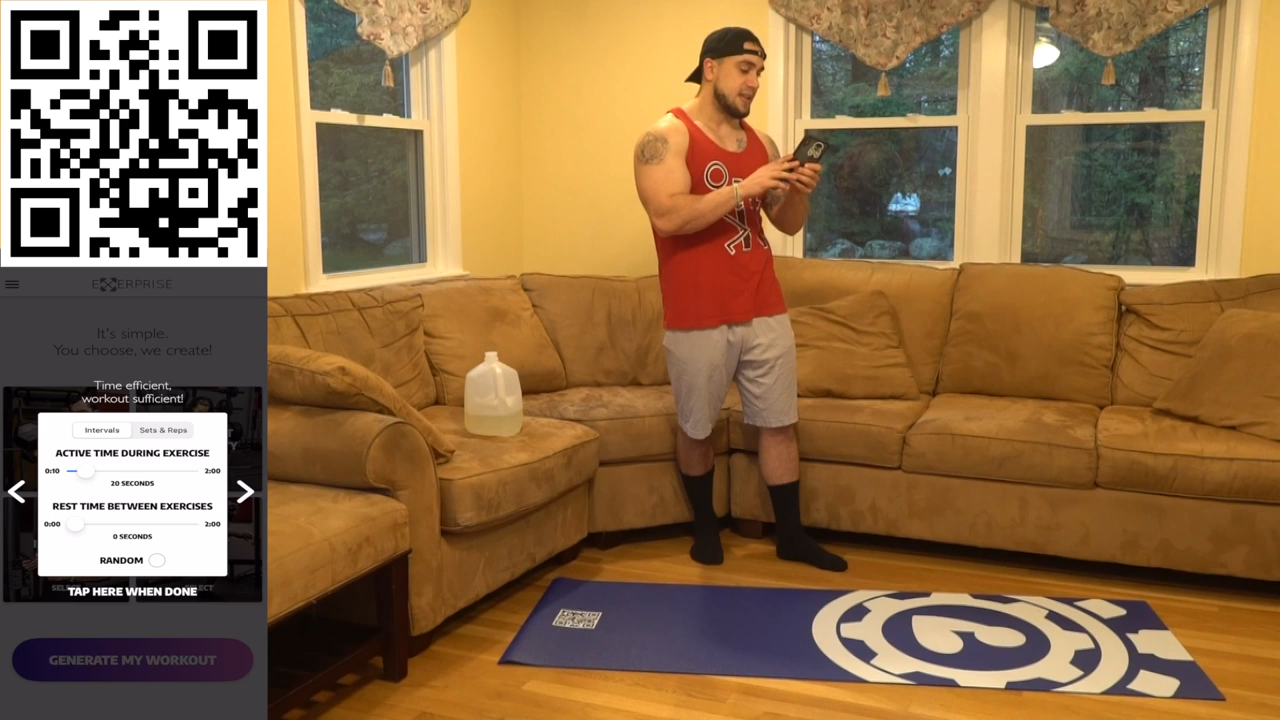 EXERPRISE
It's simple.
You choose, we create!
Time efficient,
workout sufficient!
Intervals
Sets & Reps
ACTIVE TIME DURING EXERCISE
0:10
2:00
20 SECONDS
REST TIME BETWEEN EXERCISES
0:00
2:00
0 SECONDS
RANDOM
TAP HERE WHEN DONE
GENERATE MY WORKOUT